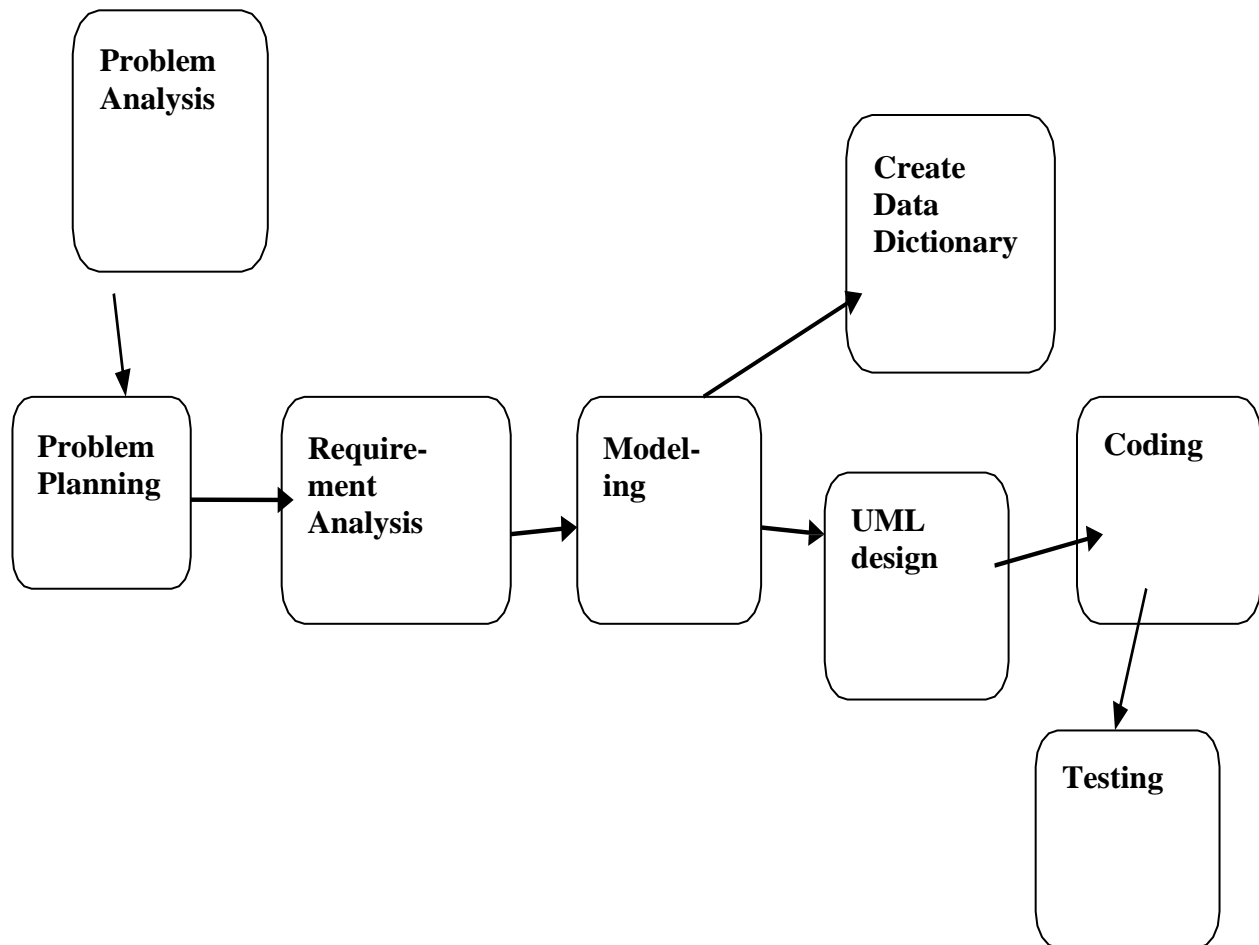 Problem
Analysis
Create
Data
Dictionary
Problem
Planning
Require-
ment
Analysis
Model-
ing
UML
design
Coding
Testing